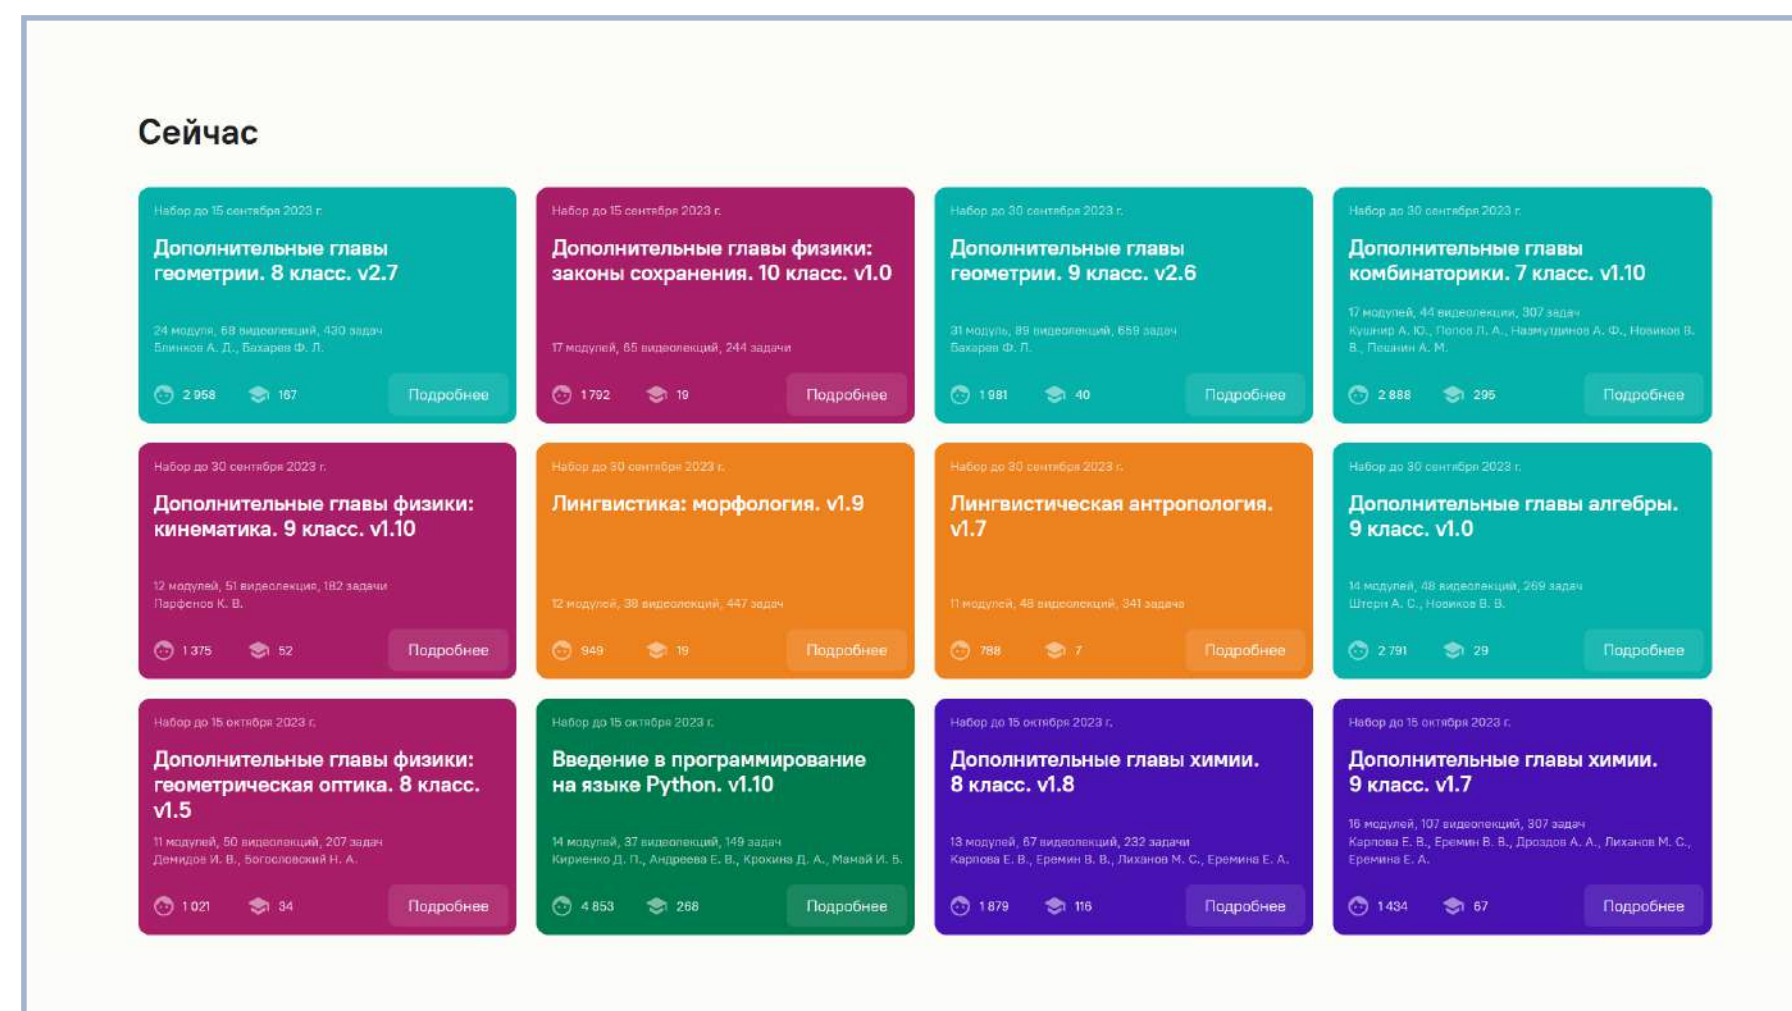 Сейчас
Набор до 15 сентября 2023 г.
Дополнительные главы
геометрии. 8 класс. v2.7
24 модуля, 68 видеолекций, 430 задач
Блинков А. Д., Бахарев Ф. Л.
2 958 167 Подробнее
Набор до 15 сентября 2023 г.
Дополнительные главы физики:
законы сохранения. 10 класс. v1.0
17 модулей, 65 видеолекций, 244 задачи
1 792 19 Подробнее
Набор до 30 сентября 2023 г.
Дополнительные главы
геометрии. 9 класс. v2.6
31 модуль, 89 видеолекций, 659 задач
Бахарев Ф. Л.
1 981 40 Подробнее
Набор до 30 сентября 2023 г.
Дополнительные главы
комбинаторики. 7 класс. v1.10
17 модулей, 44 видеолекции, 307 задач
Кушнир А. Ю., Попов Л. А., Назмутдинов А. Ф., Новиков В.
В., Пешнин А. М.
2 888 295 Подробнее
Набор до 30 сентября 2023 г.
Дополнительные главы физики:
кинематика. 9 класс. v1.10
12 модулей, 51 видеолекция, 182 задачи
Парфенов К. В.
1 375 52 Подробнее
Набор до 30 сентября 2023 г.
Лингвистика: морфология. v1.9
12 модулей, 38 видеолекций, 447 задач
949 19 Подробнее
Набор до 30 сентября 2023 г.
Лингвистическая антропология.
v1.7
11 модулей, 48 видеолекций, 341 задача
788 7 Подробнее
Набор до 30 сентября 2023 г.
Дополнительные главы алгебры.
9 класс. v1.0
14 модулей, 48 видеолекций, 269 задач
Штерн А. С., Новиков В. В.
2 791 29 Подробнее
Набор до 15 октября 2023 г.
Дополнительные главы физики:
геометрическая оптика. 8 класс.
v1.5
11 модулей, 50 видеолекций, 207 задач
Демидов И. В., Богословский Н. А.
1 021 34 Подробнее
Набор до 15 октября 2023 г.
Введение в программирование
на языке Python. v1.10
14 модулей, 37 видеолекций, 149 задач
Кириенко Д. П., Андреева Е. В., Крохина Д. А., Мамай И. Б.
4 853 268 Подробнее
Набор до 15 октября 2023 г.
Дополнительные главы химии.
8 класс. v1.8
13 модулей, 67 видеолекций, 232 задачи
Карпова Е. В., Еремин В. В., Лиханов М. С., Еремина Е. А.
1 879 116 Подробнее
Набор до 15 октября 2023 г.
Дополнительные главы химии.
9 класс. v1.7
16 модулей, 107 видеолекций, 307 задач
Карпова Е. В., Еремин В. В., Дроздов А. А., Лиханов М. С.,
Еремина Е. А.
1 434 67 Подробнее